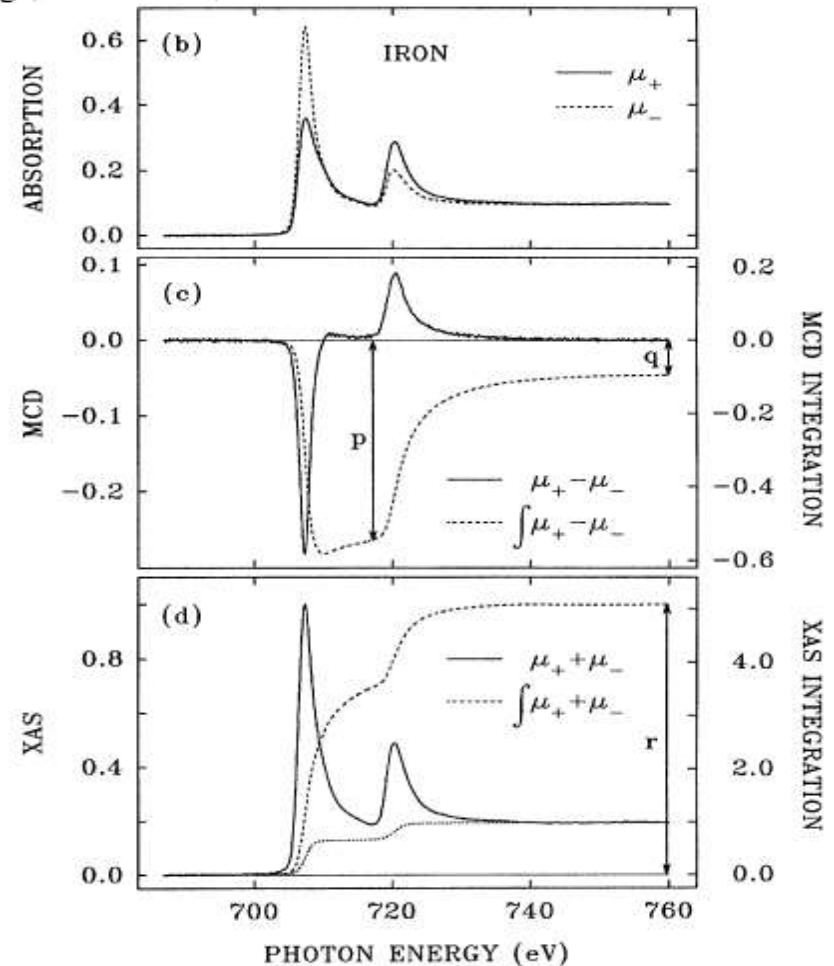 (b)
IRON
μ₊
μ₋
ABSORPTION
0.6
0.4
0.2
0.0
(c)
MCD
0.1
0.0
−0.1
−0.2
p
q
μ₊−μ₋
∫μ₊−μ₋
0.2
0.0
−0.2
−0.4
−0.6
MCD INTEGRATION
(d)
XAS
0.8
0.4
0.0
μ₊+μ₋
∫μ₊+μ₋
r
4.0
2.0
0.0
XAS INTEGRATION
700
720
740
760
PHOTON ENERGY (eV)